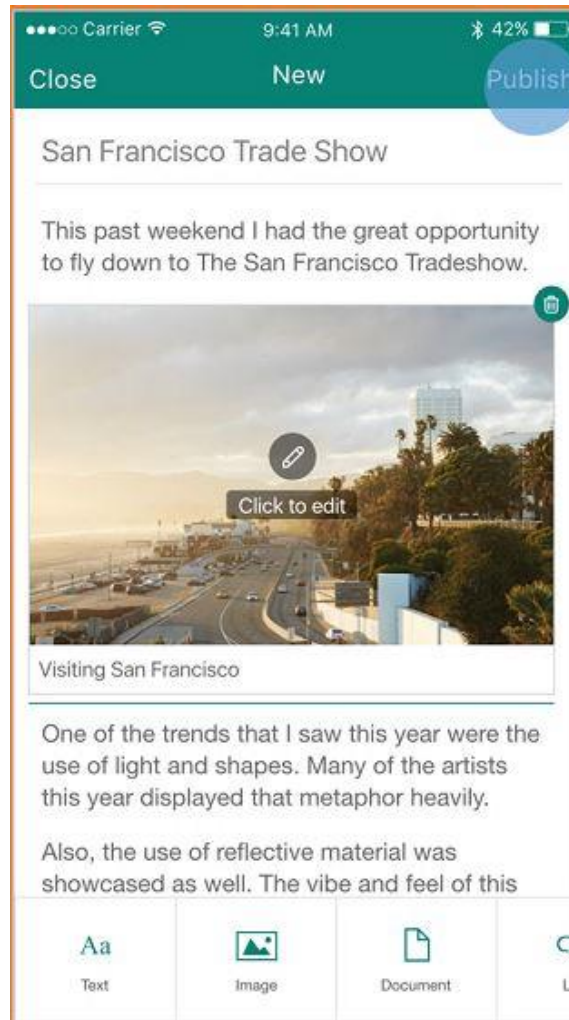 Carrier 9:41 AM 42%
Close New Publish
San Francisco Trade Show
This past weekend I had the great opportunity
to fly down to The San Francisco Tradeshow.
Click to edit
Visiting San Francisco
One of the trends that I saw this year were the
use of light and shapes. Many of the artists
this year displayed that metaphor heavily.
Also, the use of reflective material was
showcased as well. The vibe and feel of this
Aa
Text Image Document L